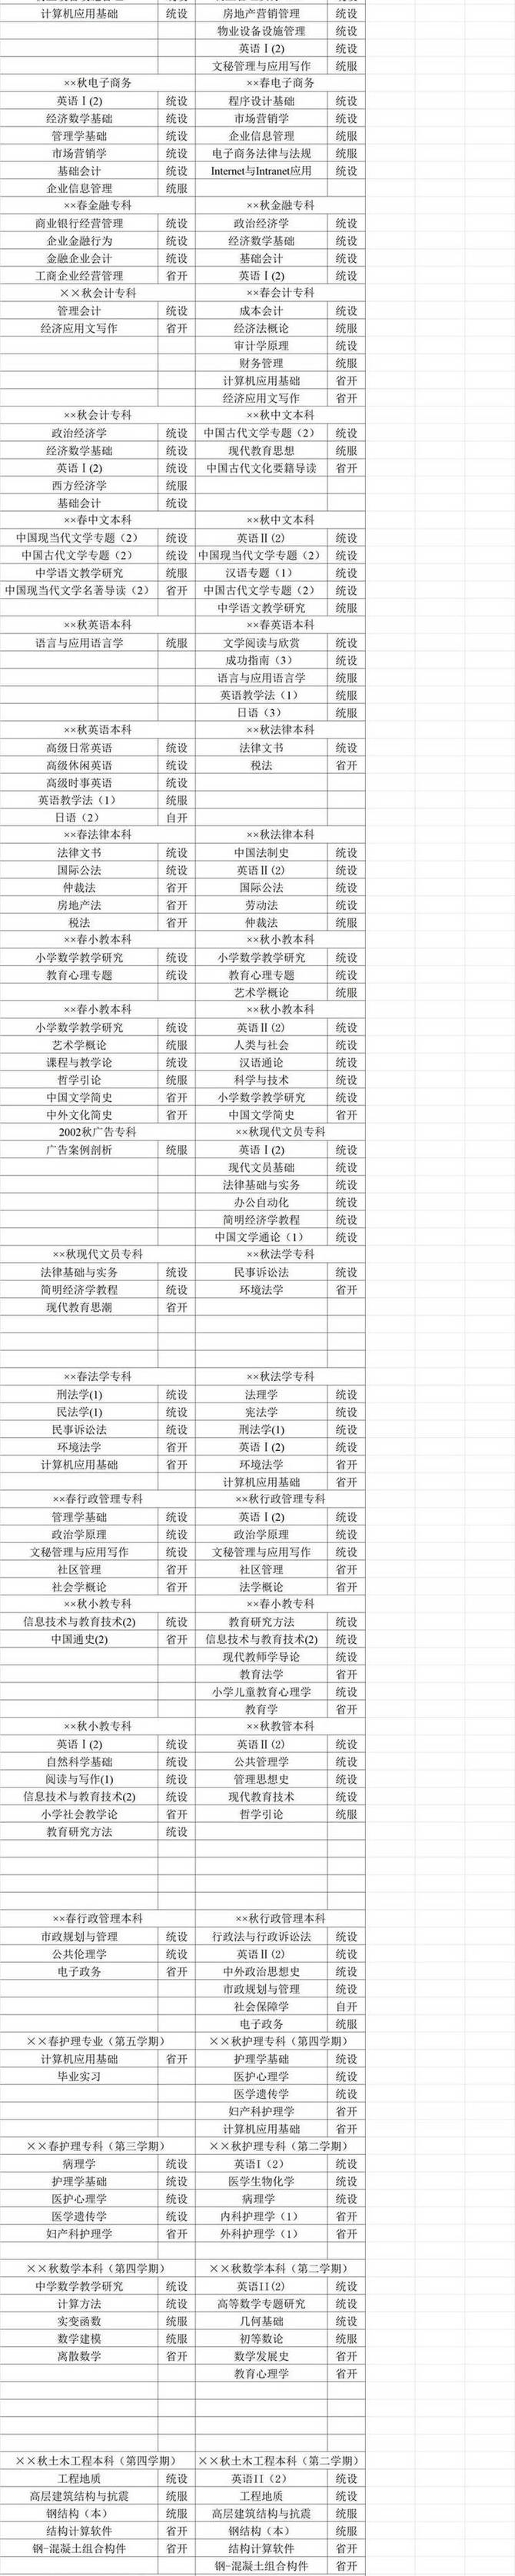 计算机应用基础 统设 房地产营销管理 统设
物业设备设施管理 统设
英语Ⅰ(2) 统设
文秘管理与应用写作 统服
××秋电子商务 ××春电子商务
英语Ⅰ(2) 统设 程序设计基础 统设
经济数学基础 统设 市场营销学 统设
管理学基础 统设 企业信息管理 统服
市场营销学 统设 电子商务法律与法规 统服
基础会计 统设 Internet与Intranet应用 统设
企业信息管理 统服
××春金融专科 ××秋金融专科
商业银行经营管理 统设 政治经济学 统设
企业金融行为 统设 经济数学基础 统设
金融企业会计 统设 基础会计 统设
工商企业经营管理 省开 英语Ⅰ(2) 统设
××秋会计专科 ××春会计专科
管理会计 统设 成本会计 统设
经济应用文写作 省开 经济法概论 统服
审计学原理 统设
财务管理 统服
计算机应用基础 省开
经济应用文写作 省开
××秋会计专科 ××秋中文本科
政治经济学 统设 中国古代文学专题（2） 统设
经济数学基础 统设 现代教育思想 统服
英语Ⅰ(2) 统设 中国古代文化要籍导读 省开
西方经济学 统服
基础会计 统设
××春中文本科 ××秋中文本科
中国现当代文学专题（2） 统设 英语Ⅱ(2) 统设
中国古代文学专题（2） 统设 中国现当代文学专题（2） 统设
中学语文教学研究 统服 汉语专题（1） 统设
中国现当代文学名著导读（2） 省开 中国古代文学专题（2） 统设
中学语文教学研究 统服
××秋英语本科 ××春英语本科
语言与应用语言学 统服 文学阅读与欣赏 统设
成功指南（3） 统设
语言与应用语言学 统服
英语教学法（1） 统服
日语（3） 统服
××秋英语本科 ××秋法律本科
高级日常英语 统设 法律文书 统设
高级休闲英语 统设 税法 省开
高级时事英语 统设
英语教学法（1） 统服
日语（2） 自开
××春法律本科 ××秋法律本科
法律文书 统设 中国法制史 统设
国际公法 统设 英语Ⅱ(2) 统设
仲裁法 省开 国际公法 统设
房地产法 省开 劳动法 统设
税法 省开 仲裁法 统服
××春小教本科 ××秋小教本科
小学数学教学研究 统设 小学数学教学研究 统设
教育心理专题 统设 教育心理专题 统设
艺术学概论 统服
××春小教本科 ××秋小教本科
小学数学教学研究 统设 英语Ⅱ(2) 统设
艺术学概论 统服 人类与社会 统设
课程与教学论 统设 汉语通论 统设
哲学引论 统服 科学与技术 统设
中国文学简史 省开 小学数学教学研究 统设
中外文化简史 省开 中国文学简史 省开
2002秋广告专科 ××秋现代文员专科
广告案例剖析 统服 英语Ⅰ(2) 统设
现代文员基础 统设
法律基础与实务 统设
办公自动化 统设
简明经济学教程 统设
中国文学通论（1） 统设
××秋现代文员专科 ××秋法学专科
法律基础与实务 统设 民事诉讼法 统设
简明经济学教程 统设 环境法学 省开
现代教育思潮 省开
××春法学专科 ××秋法学专科
刑法学(1) 统设 法理学 统设
民法学(1) 统设 宪法学 统设
民事诉讼法 统设 刑法学(1) 统设
环境法学 省开 英语Ⅰ(2) 统设
计算机应用基础 省开 环境法学 省开
计算机应用基础 省开
××春行政管理专科 ××秋行政管理专科
管理学基础 统设 英语Ⅰ(2) 统设
政治学原理 统设 政治学原理 统设
文秘管理与应用写作 统设 文秘管理与应用写作 统设
社区管理 省开 社区管理 省开
社会学概论 省开 法学概论 省开
××秋小教专科 ××春小教专科
信息技术与教育技术(2) 统设 教育研究方法 统设
中国通史(2) 省开 信息技术与教育技术(2) 统设
现代教师学导论 统设
教育法学 省开
小学儿童教育心理学 统设
教育学 省开
××秋小教专科 ××秋教管本科
英语Ⅰ(2) 统设 英语Ⅱ(2) 统设
自然科学基础 统设 公共管理学 统设
阅读与写作(1) 统设 管理思想史 统设
信息技术与教育技术(2) 统设 现代教育技术 统设
小学社会教学论 省开 哲学引论 统服
教育研究方法 统设
××春行政管理本科 ××秋行政管理本科
市政规划与管理 统设 行政法与行政诉讼法 统设
公共伦理学 统设 英语Ⅱ(2) 统设
电子政务 省开 中外政治思想史 统设
市政规划与管理 统设
社会保障学 自开
电子政务 统服
××春护理专业（第五学期） ××秋护理专科（第四学期）
计算机应用基础 省开 护理学基础 统设
毕业实习 医护心理学 统设
医学遗传学 统设
妇产科护理学 省开
计算机应用基础 省开
××春护理专科（第三学期） ××秋护理专科（第二学期）
病理学 统设 英语I（2） 统设
护理学基础 统设 医学生物化学 统设
医护心理学 统设 病理学 统设
医学遗传学 统设 内科护理学（1） 省开
妇产科护理学 省开 外科护理学（1） 省开
××秋数学本科（第四学期） ××秋数学本科（第二学期）
中学数学教学研究 统设 英语II(2) 统设
计算方法 统设 高等数学专题研究 统设
实变函数 统服 几何基础 统设
数学建模 统服 初等数论 统服
离散数学 省开 数学发展史 省开
教育心理学 省开
××秋土木工程本科（第四学期） ××秋土木工程本科（第二学期）
工程地质 统设 英语II（2） 统设
高层建筑结构与抗震 统服 工程地质 统设
钢结构（本） 统服 高层建筑结构与抗震 统服
结构计算软件 省开 钢结构（本） 统服
钢-混凝土组合构件 省开 结构计算软件 省开
钢-混凝土组合构件 省开